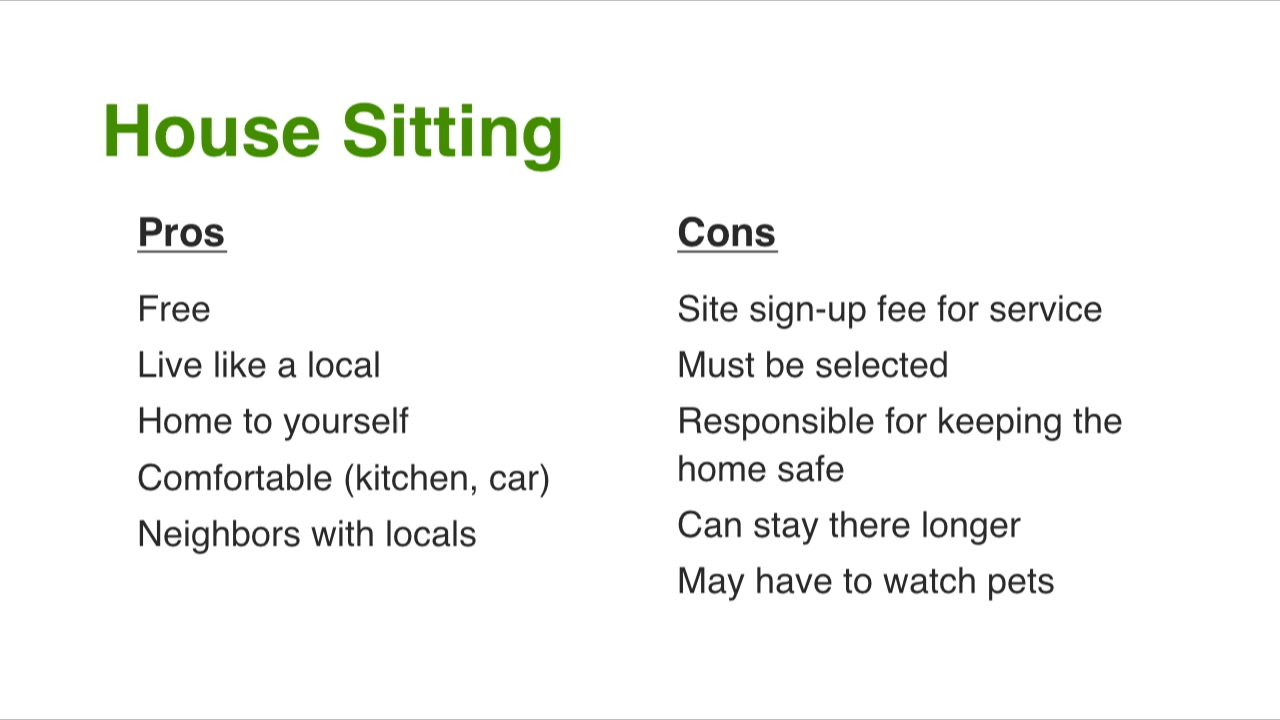 House Sitting
Pros
Free
Live like a local
Home to yourself
Comfortable (kitchen, car)
Neighbors with locals
Cons
Site sign-up fee for service
Must be selected
Responsible for keeping the
home safe
Can stay there longer
May have to watch pets